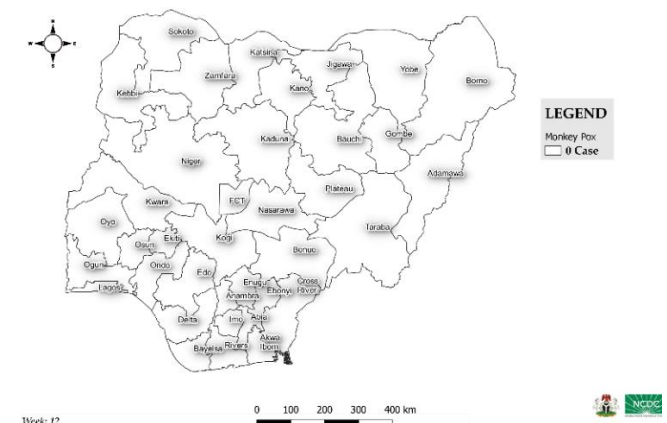 N
W
E
S
Sokoto
Katsina
Jigawa
Yobe
Borno
Zamfara
Kano
Kebbi
LEGEND
Monkey Pox
0 Case
Kaduna
Bauchi
Gombe
Niger
Adamawa
Plateau
FCT
Nasarawa
Kwara
Oyo
Taraba
Kogi
Ekiti
Osun
Benue
Ogun
Ondo
Edo
Lagos
Enugu
Ebonyi
Cross
River
Anambra
Delta
Imo
Abia
Akwa
Ibom
Bayelsa
Rivers
0 100 200 300 400 km
Week: 12
NCDC